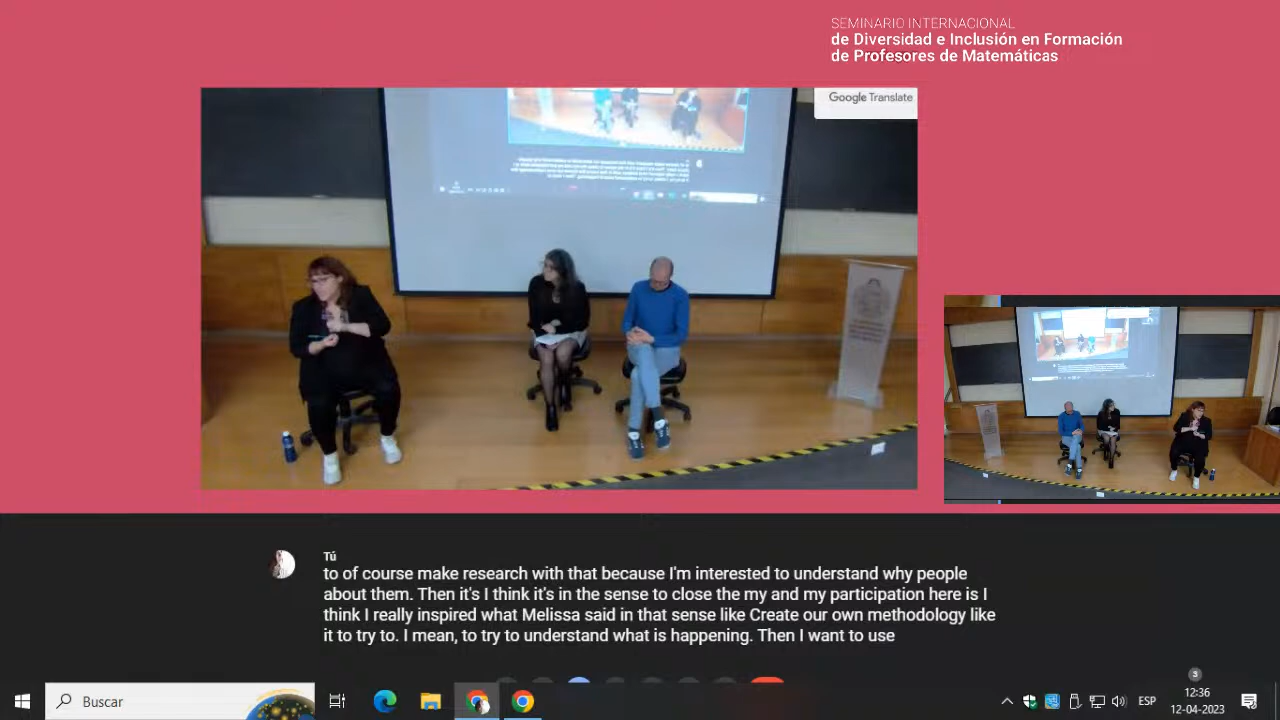 SEMINARIO INTERNACIONAL
de Diversidad e Inclusión en Formación
de Profesores de Matemáticas
Google Translate
Tú
to of course make research with that because I'm interested to understand why people
about them. Then it's I think it's in the sense to close the my and my participation here is I
think I really inspired what Melissa said in that sense like Create our own methodology like
it to try to. I mean, to try to understand what is happening. Then I want to use
Buscar
3
ESP
12:36
12-04-2023